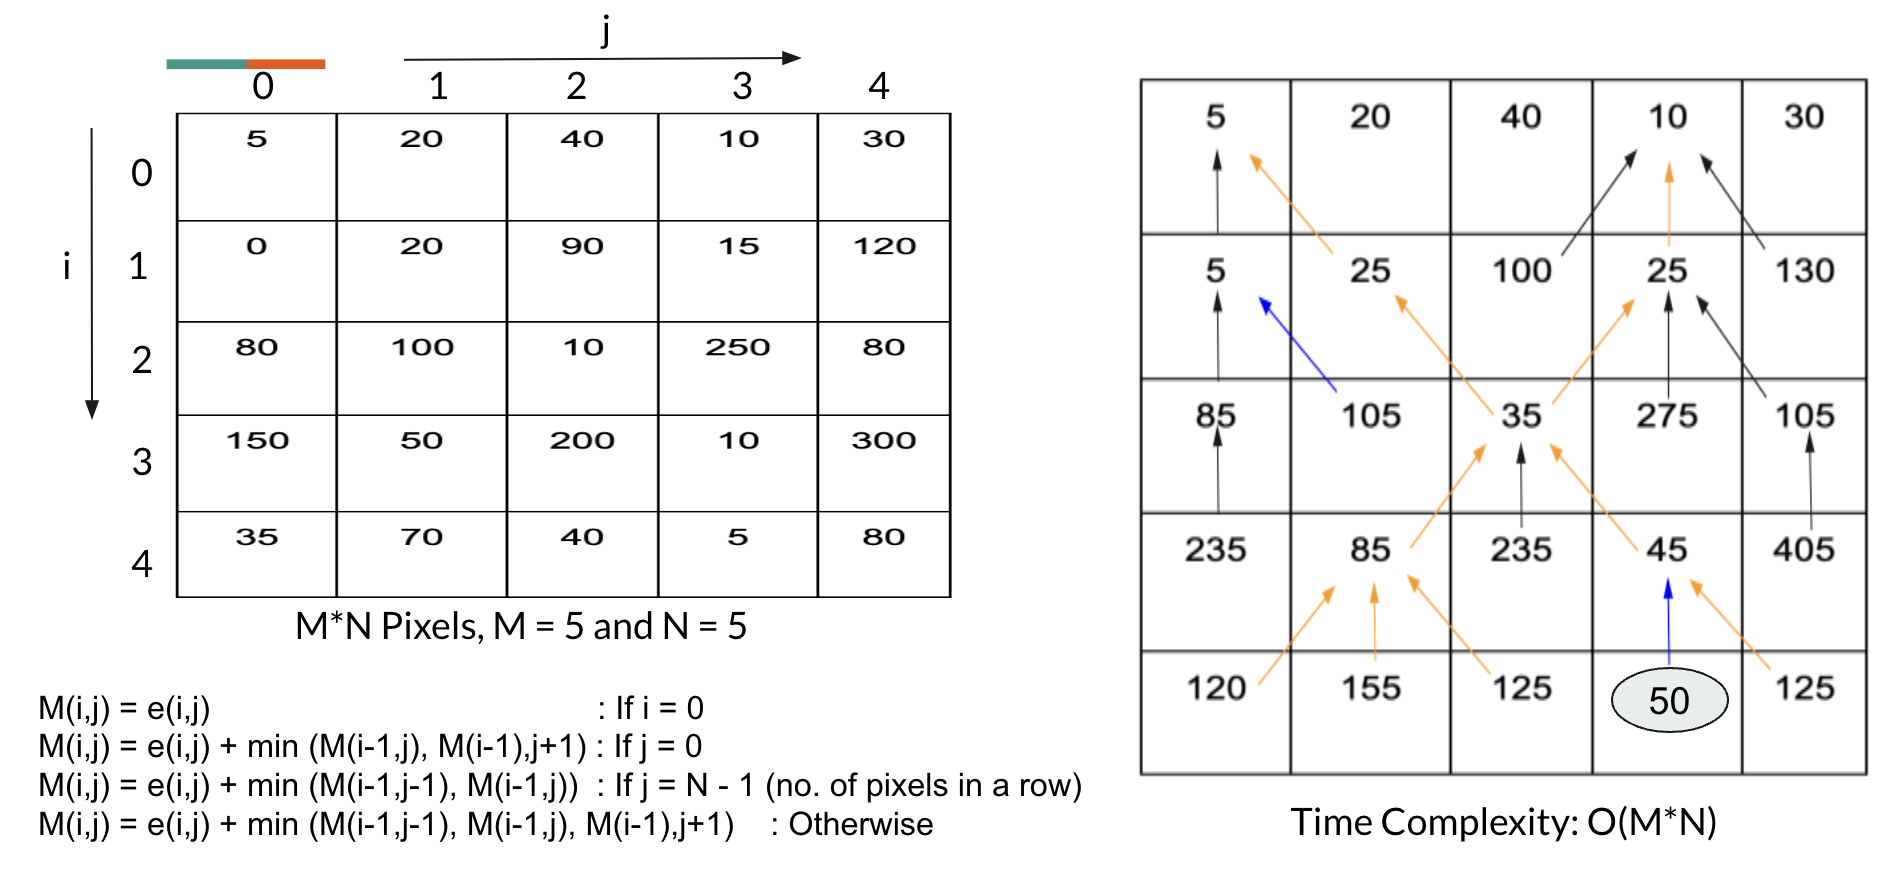 j
0 1 2 3 4
i
0
1
2
3
4
5 20 40 10 30
0 20 90 15 120
80 100 10 250 80
150 50 200 10 300
35 70 40 5 80
M*N Pixels, M = 5 and N = 5
M(i,j) = e(i,j) : If i = 0
M(i,j) = e(i,j) + min (M(i-1,j), M(i-1),j+1) : If j = 0
M(i,j) = e(i,j) + min (M(i-1,j-1), M(i-1,j)) : If j = N - 1 (no. of pixels in a row)
M(i,j) = e(i,j) + min (M(i-1,j-1), M(i-1,j), M(i-1),j+1) : Otherwise
5 20 40 10 30
5 25 100 25 130
85 105 35 275 105
235 85 235 45 405
120 155 125 50 125
Time Complexity: O(M*N)